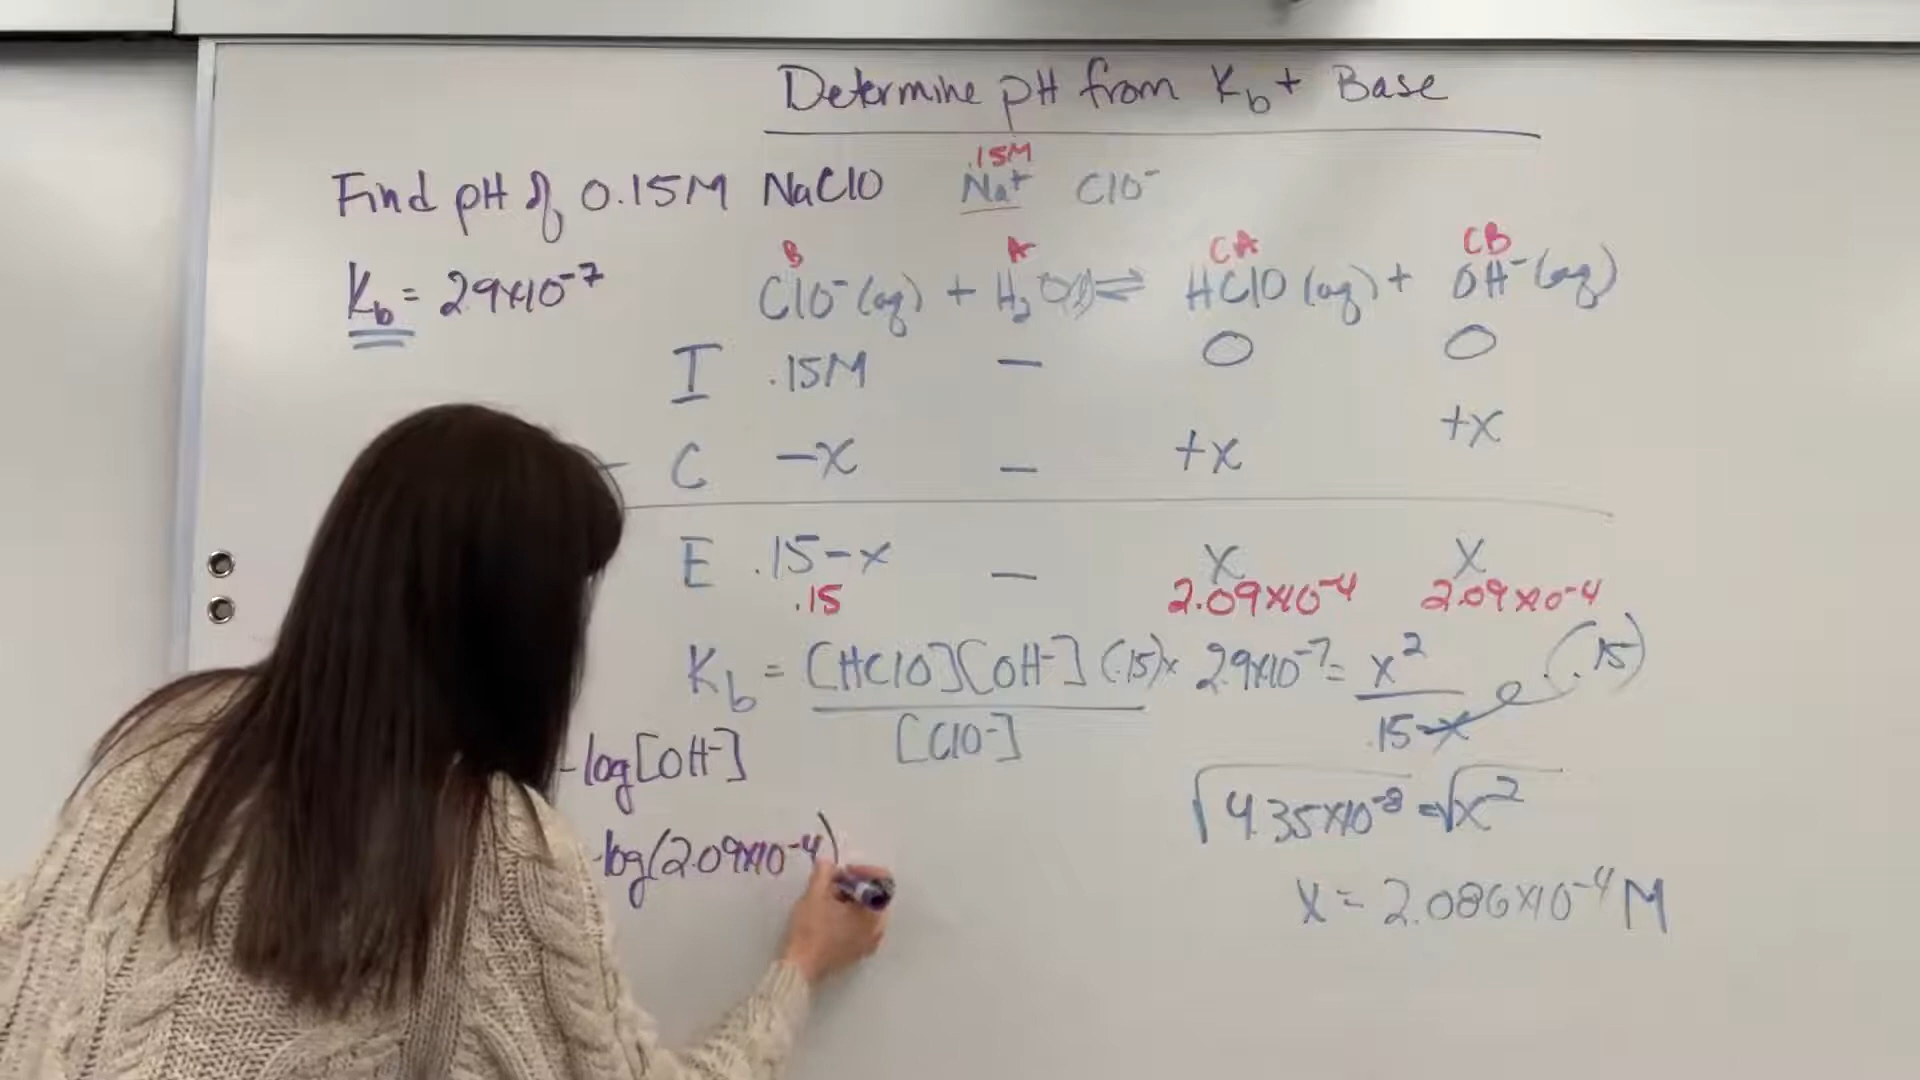 Determine pH from Kb + Base
.15M
Find pH of 0.15M NaClO Na⁺ ClO⁻
B A CA CB
Kb = 2.9x10⁻⁷ ClO⁻(aq) + H₂O(l) ⇌ HClO(aq) + OH⁻(aq)
I .15M — 0 0
C -x — +x +x
E .15-x — x x
.15 2.09x10⁻⁴ 2.09x10⁻⁴
Kb = [HClO][OH⁻] (.15)x 2.9x10⁻⁷ = x² (.15)
[ClO⁻] .15-x
-log[OH⁻]
√4.35x10⁻⁸ = √x²
-log(2.09x10⁻⁴)
x = 2.086x10⁻⁴ M